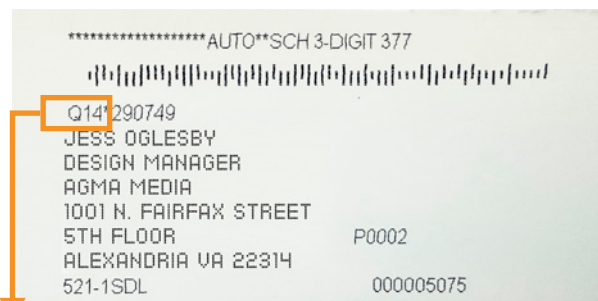 *******************AUTO**SCH 3-DIGIT 377
Q14*290749
JESS OGLESBY
DESIGN MANAGER
AGMA MEDIA
1001 N. FAIRFAX STREET
5TH FLOOR P0002
ALEXANDRIA VA 22314
521-1SDL 000005075